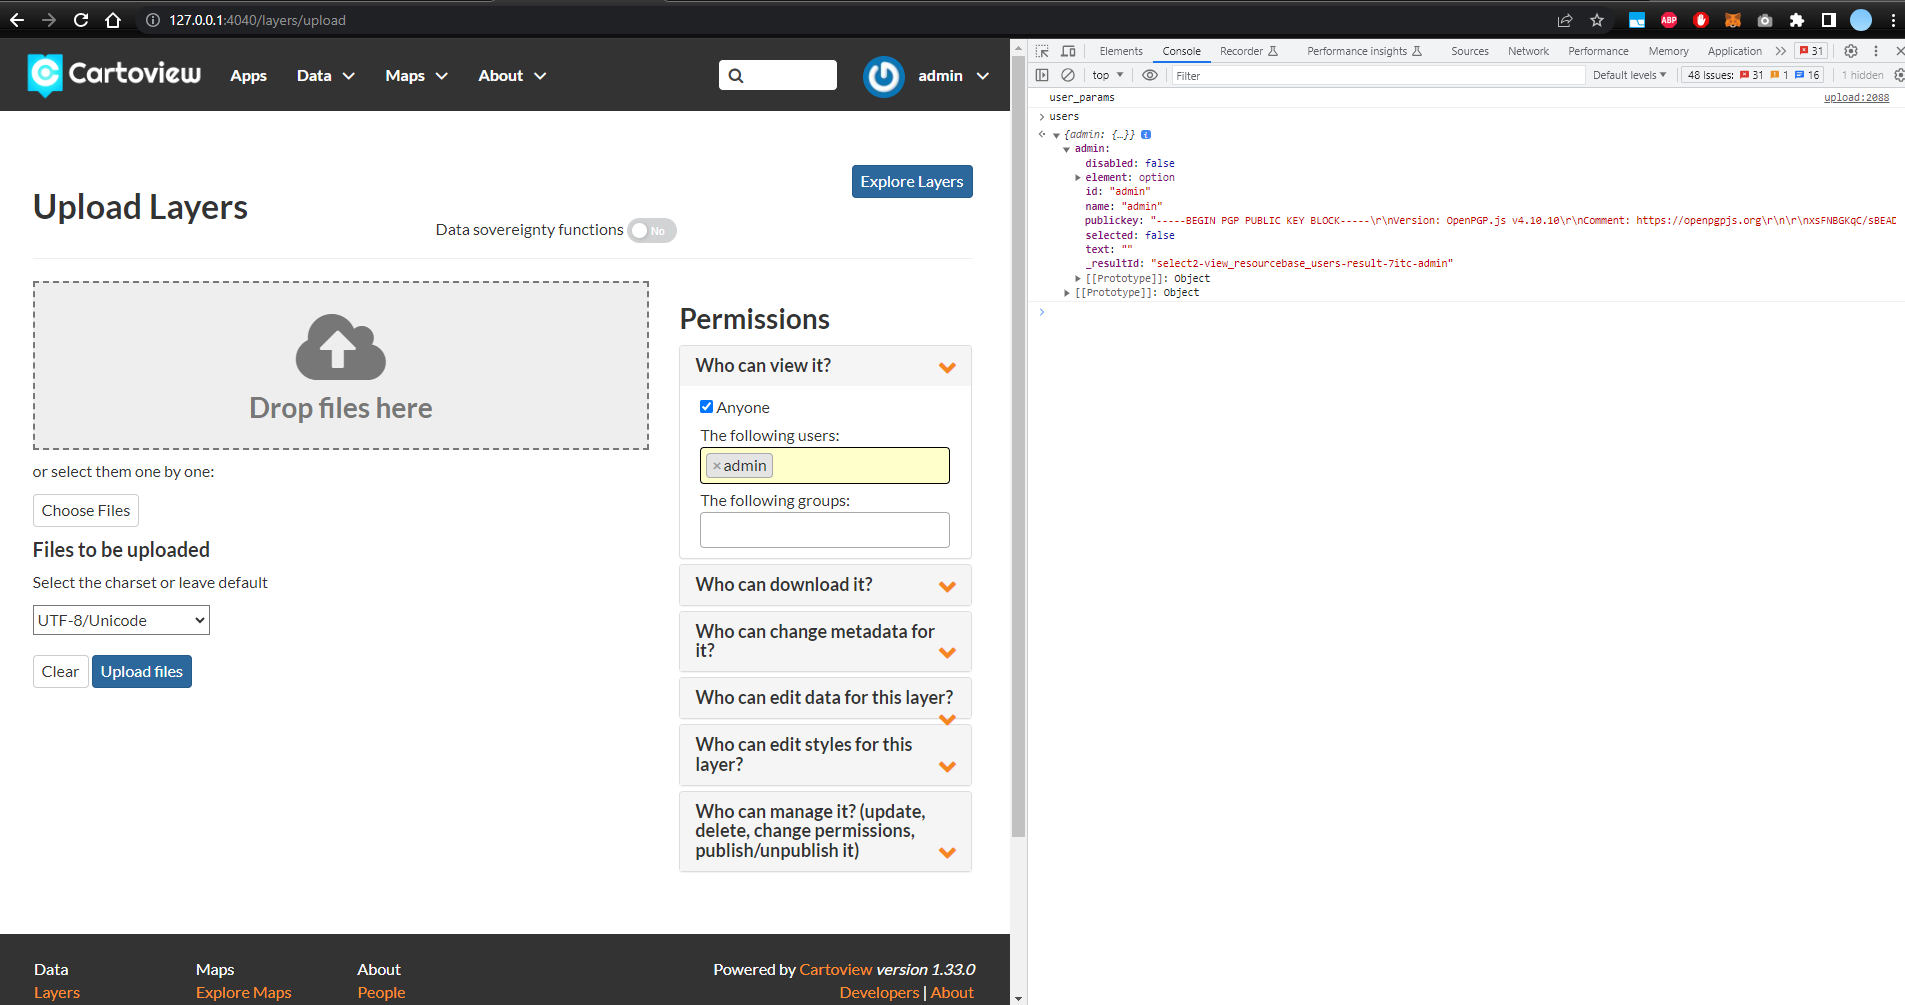 127.0.0.1:4040/layers/upload
ABP
Cartoview Apps Data Maps About admin
Explore Layers
Upload Layers
Data sovereignty functions No
Drop files here
or select them one by one:
Choose Files
Files to be uploaded
Select the charset or leave default
UTF-8/Unicode
Clear Upload files
Permissions
Who can view it?
Anyone
The following users:
×admin
The following groups:
Who can download it?
Who can change metadata for
it?
Who can edit data for this layer?
Who can edit styles for this
layer?
Who can manage it? (update,
delete, change permissions,
publish/unpublish it)
Data Maps About Powered by Cartoview version 1.33.0
Layers Explore Maps People Developers | About
Elements Console Recorder Performance insights Sources Network Performance Memory Application 31
top Filter Default levels 48 Issues: 31 1 16 1 hidden
user_params upload:2088
users
{admin: {…}}
admin:
disabled: false
element: option
id: "admin"
name: "admin"
publickey: "-----BEGIN PGP PUBLIC KEY BLOCK-----\r\nVersion: OpenPGP.js v4.10.10\r\nComment: https://openpgpjs.org\r\n\r\nxsFNBGKqC/sBEAD
selected: false
text: ""
_resultId: "select2-view_resourcebase_users-result-7itc-admin"
[[Prototype]]: Object
[[Prototype]]: Object